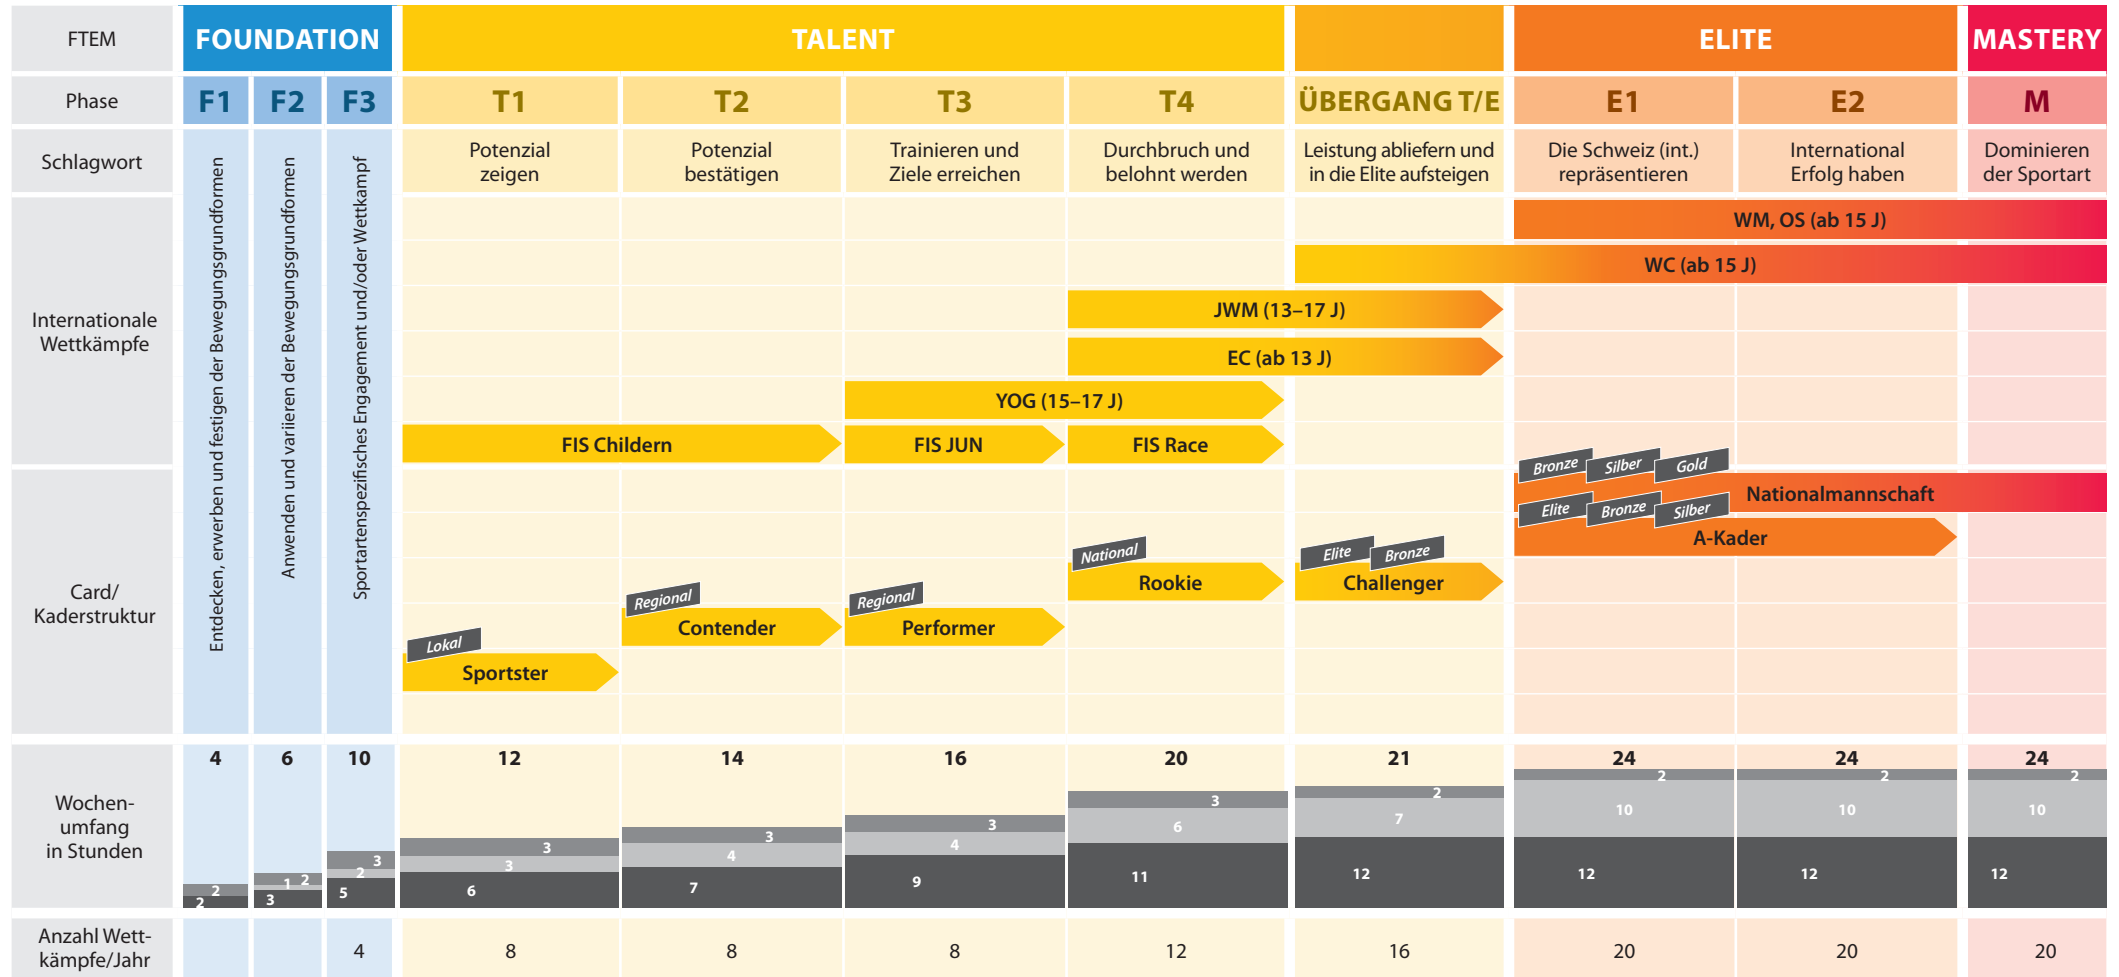 FTEM
FOUNDATION
TALENT
ELITE
MASTERY
Phase
F1
F2
F3
T1
T2
T3
T4
ÜBERGANG T/E
E1
E2
M
Schlagwort
Entdecken, erwerben und festigen der Bewegungsgrundformen
Anwenden und variieren der Bewegungsgrundformen
Sportartenspezifisches Engagement und/oder Wettkampf
Potenzial
zeigen
Potenzial
bestätigen
Trainieren und
Ziele erreichen
Durchbruch und
belohnt werden
Leistung abliefern und
in die Elite aufsteigen
Die Schweiz (int.)
repräsentieren
International
Erfolg haben
Dominieren
der Sportart
Internationale
Wettkämpfe
WM, OS (ab 15 J)
WC (ab 15 J)
JWM (13–17 J)
EC (ab 13 J)
YOG (15–17 J)
FIS Childern
FIS JUN
FIS Race
Card/
Kaderstruktur
Bronze
Silber
Gold
Nationalmannschaft
Elite
Bronze
Silber
A-Kader
National
Rookie
Elite
Bronze
Challenger
Regional
Contender
Regional
Performer
Lokal
Sportster
Wochen-
umfang
in Stunden
4
2
2
6
2
1
3
10
3
2
5
12
3
3
6
14
3
4
7
16
3
4
9
20
3
6
11
21
2
7
12
24
2
10
12
24
2
10
12
24
2
10
12
Anzahl Wett-
kämpfe/Jahr
4
8
8
8
12
16
20
20
20